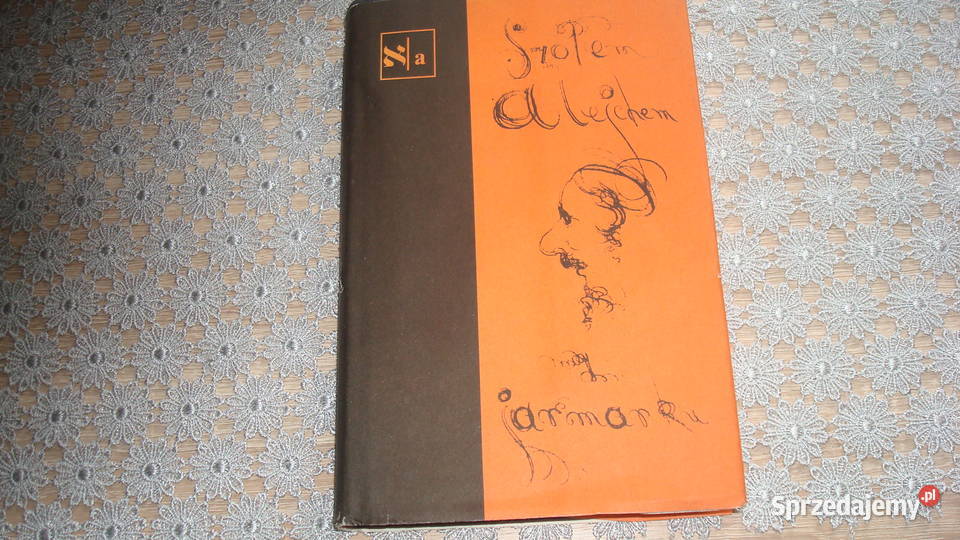 א/a
Szolem
Alejchem
z
jarmarku
Sprzedajemy.pl